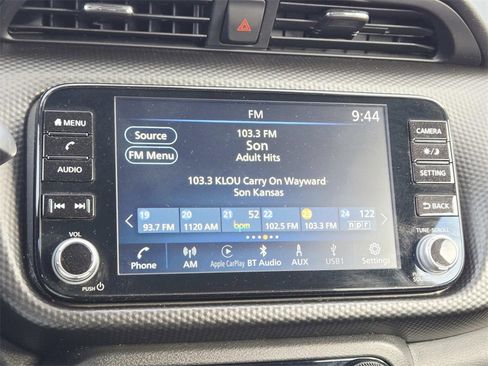 FM
9:44
MENU
Source
103.3 FM
CAMERA
Son
FM Menu
Adult Hits
AUDIO
SETTING
103.3 KLOU Carry On Wayward
Son Kansas
BACK
19 20 21 52 22 23 24 122
93.7 FM 1120 AM bpm 102.5 FM 103.3 FM npr
VOL
TUNE·SCROLL
Phone AM Apple CarPlay BT Audio AUX USB1 Settings
PUSH